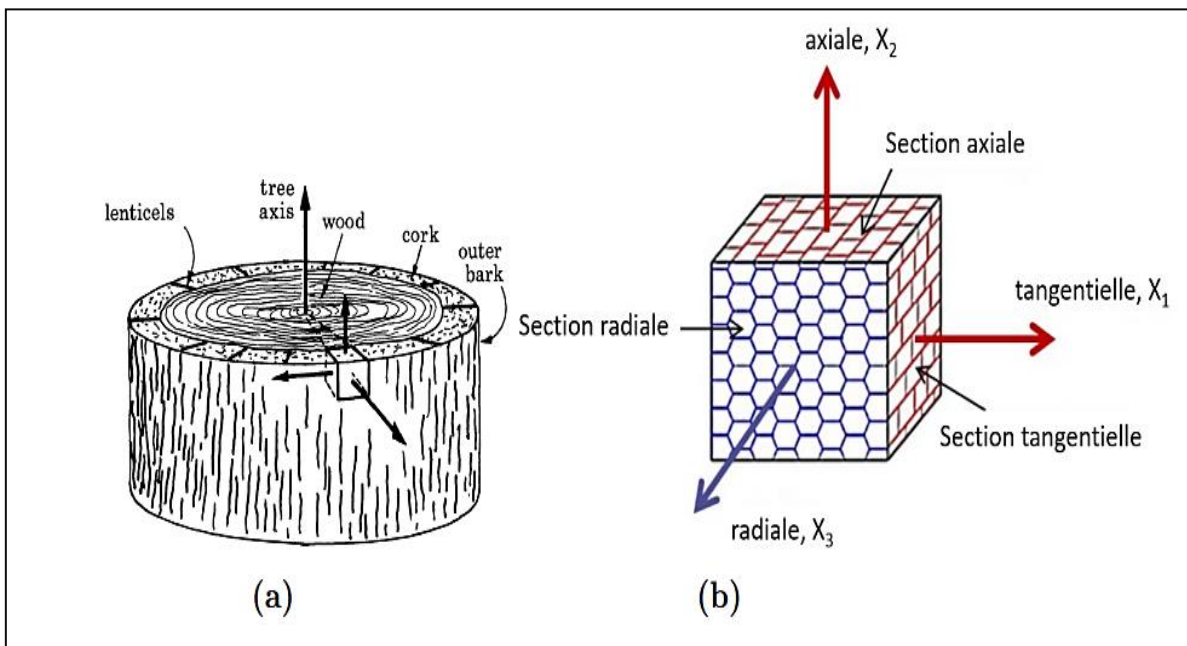 tree
axis
lenticels
wood
cork
outer
bark
(a)
axiale, X₂
Section axiale
tangentielle, X₁
Section radiale
Section tangentielle
radiale, X₃
(b)